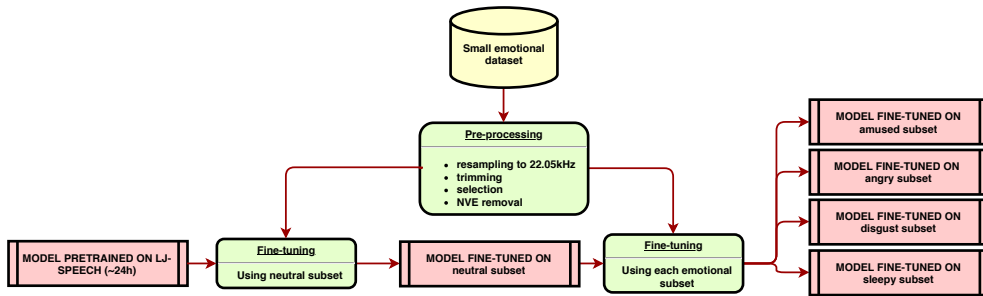 Small emotional
dataset
Pre-processing
resampling to 22.05kHz
trimming
selection
NVE removal
MODEL PRETRAINED ON LJ-
SPEECH (~24h)
Fine-tuning
Using neutral subset
MODEL FINE-TUNED ON
neutral subset
Fine-tuning
Using each emotional
subset
MODEL FINE-TUNED ON
amused subset
MODEL FINE-TUNED ON
angry subset
MODEL FINE-TUNED ON
disgust subset
MODEL FINE-TUNED ON
sleepy subset